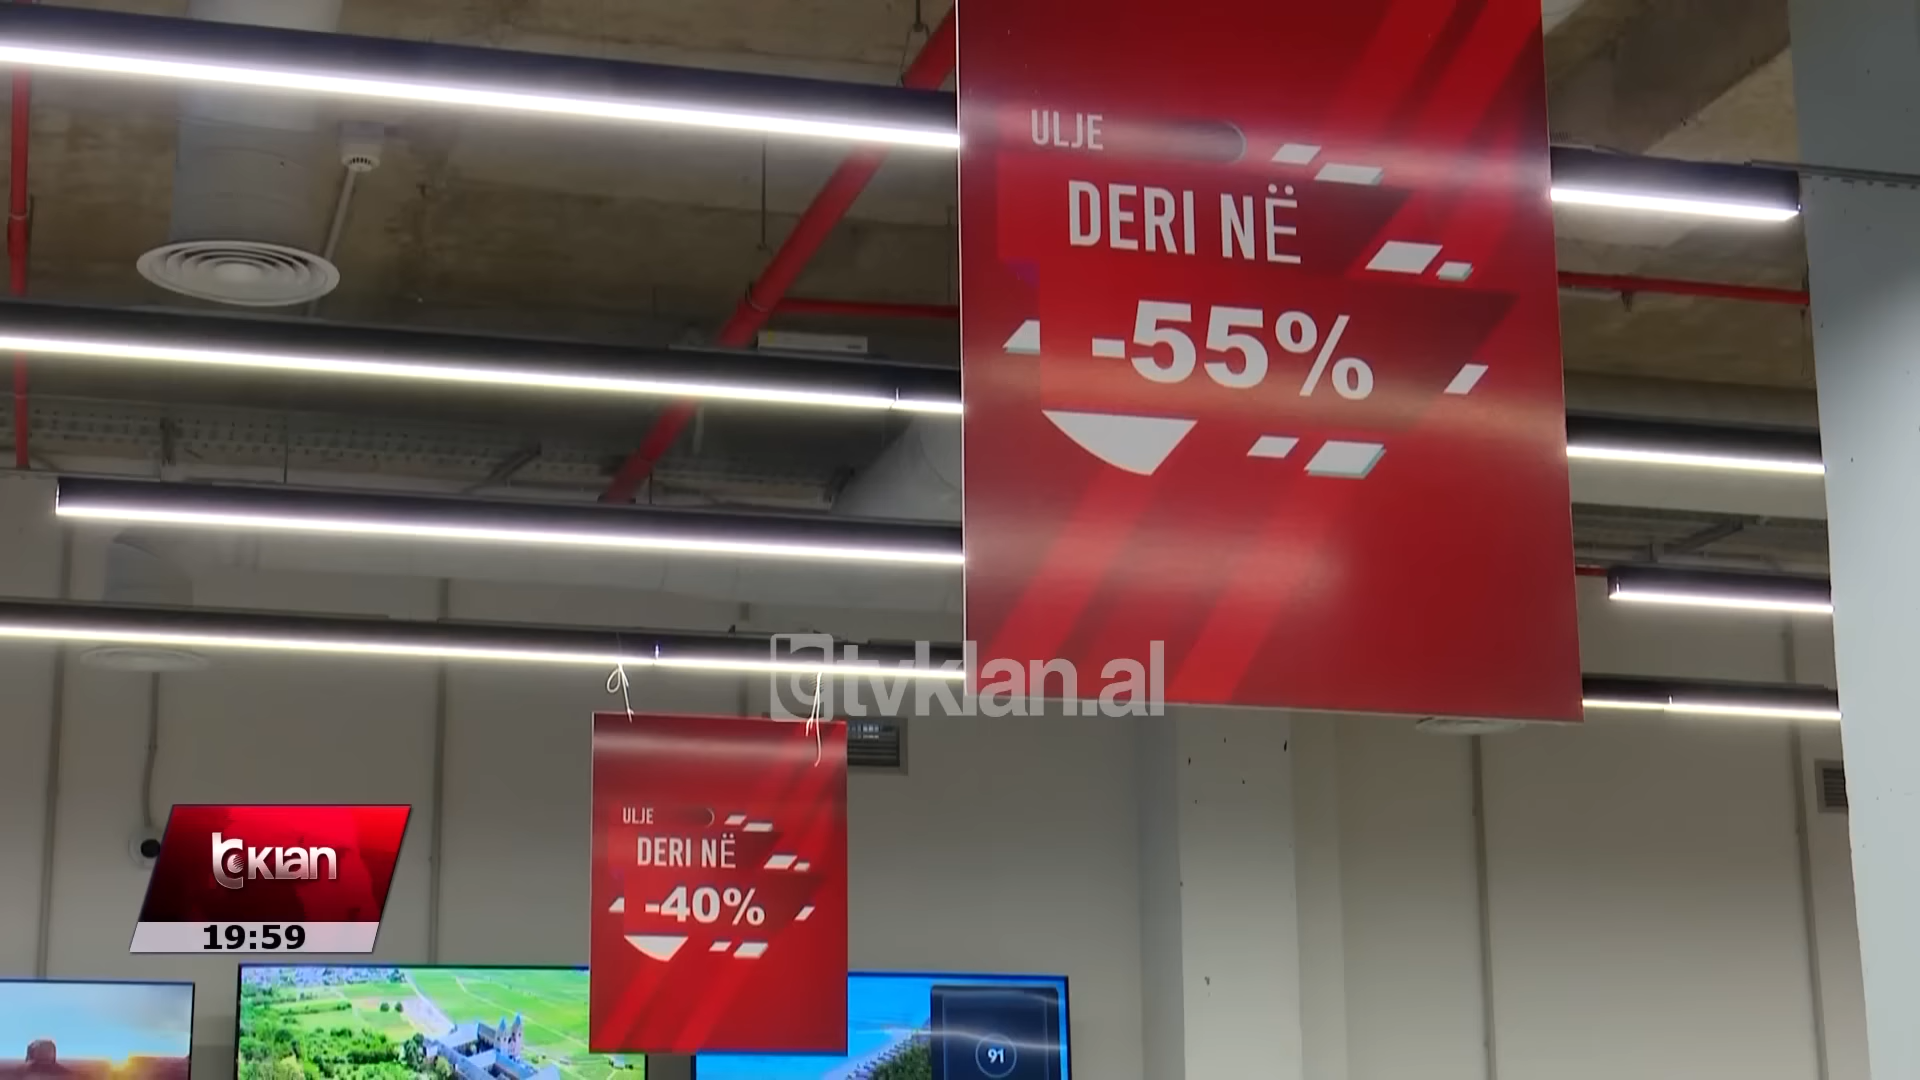 ULJE
DERI NË
-55%
tvklan.al
ULJE
DERI NË
-40%
KLAN
19:59
91